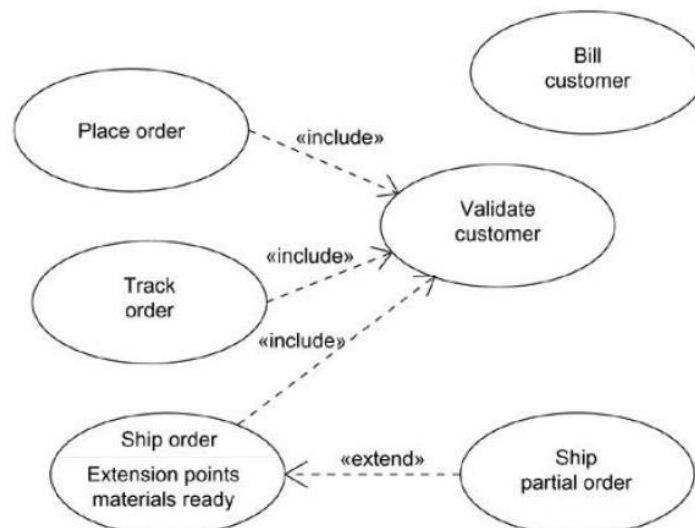 Bill
customer
Place order
«include»
Validate
customer
«include»
Track
order
«include»
Ship order
Extension points
materials ready
«extend»
Ship
partial order